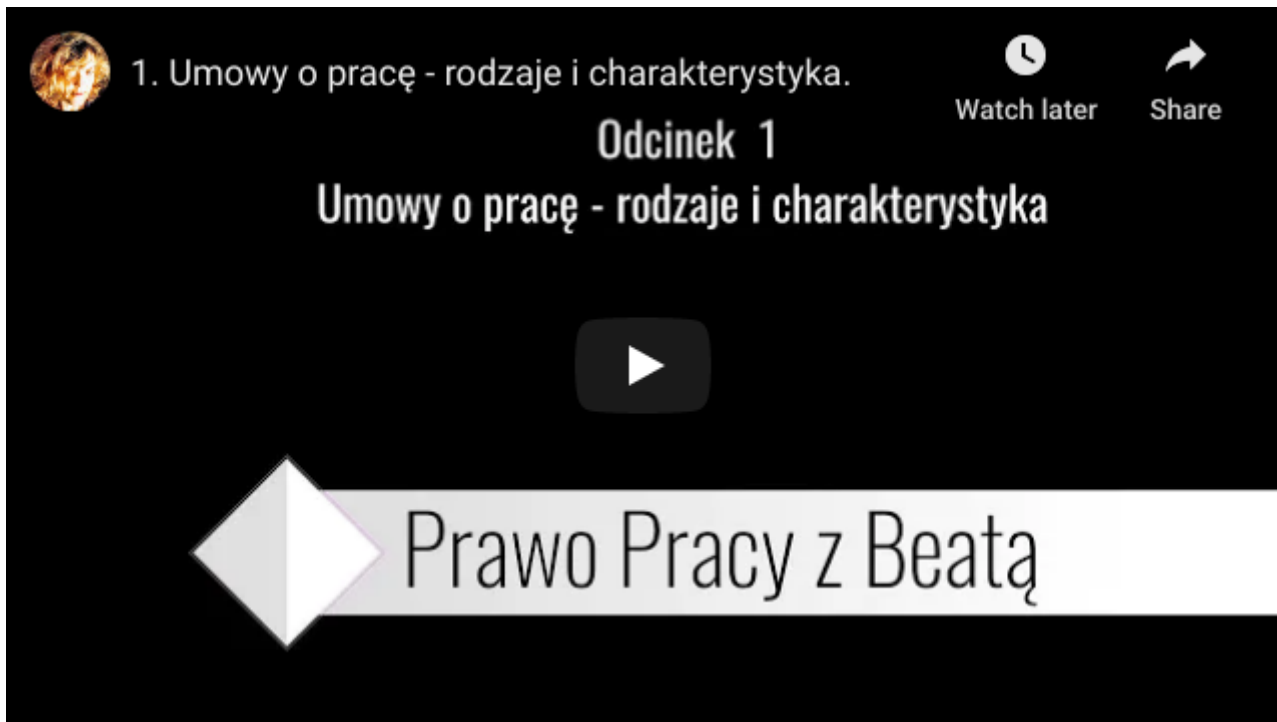 1. Umowy o pracę - rodzaje i charakterystyka.
Watch later
Share
Odcinek 1
Umowy o pracę - rodzaje i charakterystyka
Prawo Pracy z Beatą